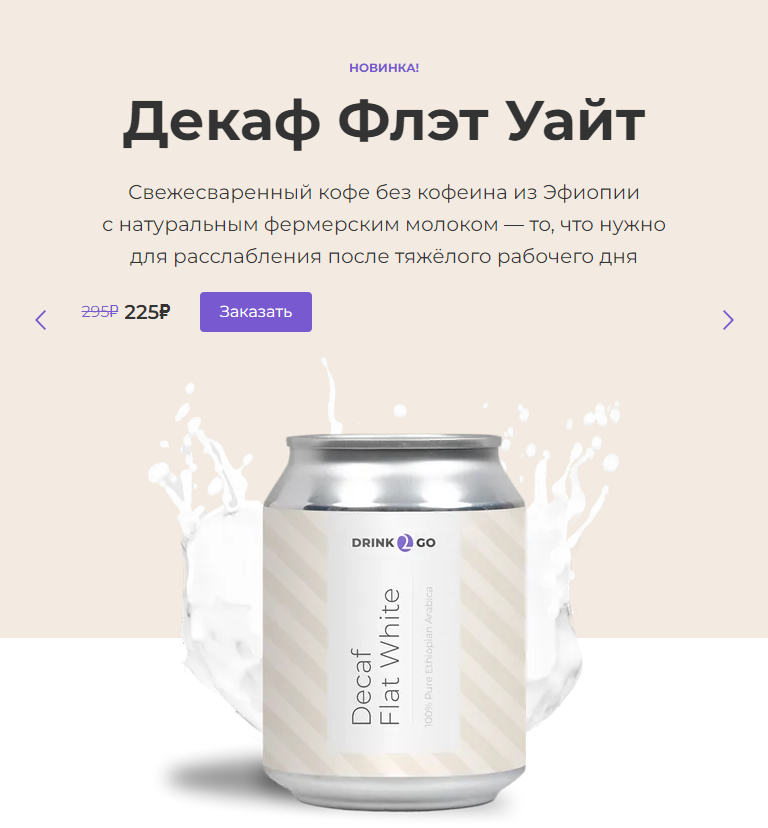 НОВИНКА!
Декаф Флэт Уайт
Свежесваренный кофе без кофеина из Эфиопии
с натуральным фермерским молоком — то, что нужно
для расслабления после тяжёлого рабочего дня
295₽ 225₽ Заказать
DRINK 2 GO
Decaf
Flat White
100% Pure Ethiopian Arabica